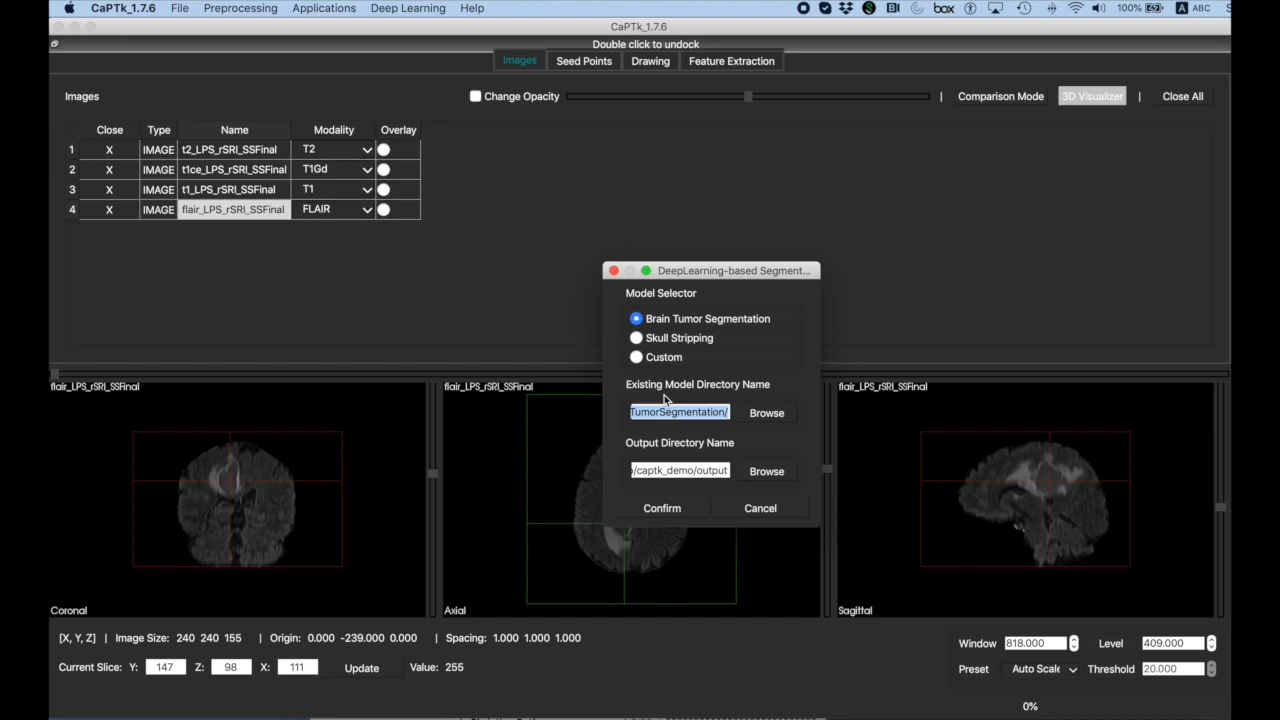 CaPTk_1.7.6 File Preprocessing Applications Deep Learning Help box 100% A ABC
CaPTk_1.7.6
Double click to undock
Images Seed Points Drawing Feature Extraction
Images Change Opacity | Comparison Mode 3D Visualizer | Close All
Close Type Name Modality Overlay
1 X IMAGE t2_LPS_rSRI_SSFinal T2
2 X IMAGE t1ce_LPS_rSRI_SSFinal T1Gd
3 X IMAGE t1_LPS_rSRI_SSFinal T1
4 X IMAGE flair_LPS_rSRI_SSFinal FLAIR
DeepLearning-based Segment...
Model Selector
Brain Tumor Segmentation
Skull Stripping
Custom
Existing Model Directory Name
TumorSegmentation/ Browse
Output Directory Name
/captk_demo/output Browse
Confirm Cancel
flair_LPS_rSRI_SSFinal flair_LPS_rSRI_SSFinal flair_LPS_rSRI_SSFinal
Coronal Axial Sagittal
[X, Y, Z] | Image Size: 240 240 155 | Origin: 0.000 -239.000 0.000 | Spacing: 1.000 1.000 1.000
Window 818.000 Level 409.000
Current Slice: Y: 147 Z: 98 X: 111 Update Value: 255
Preset Auto Scale Threshold 20.000
0%